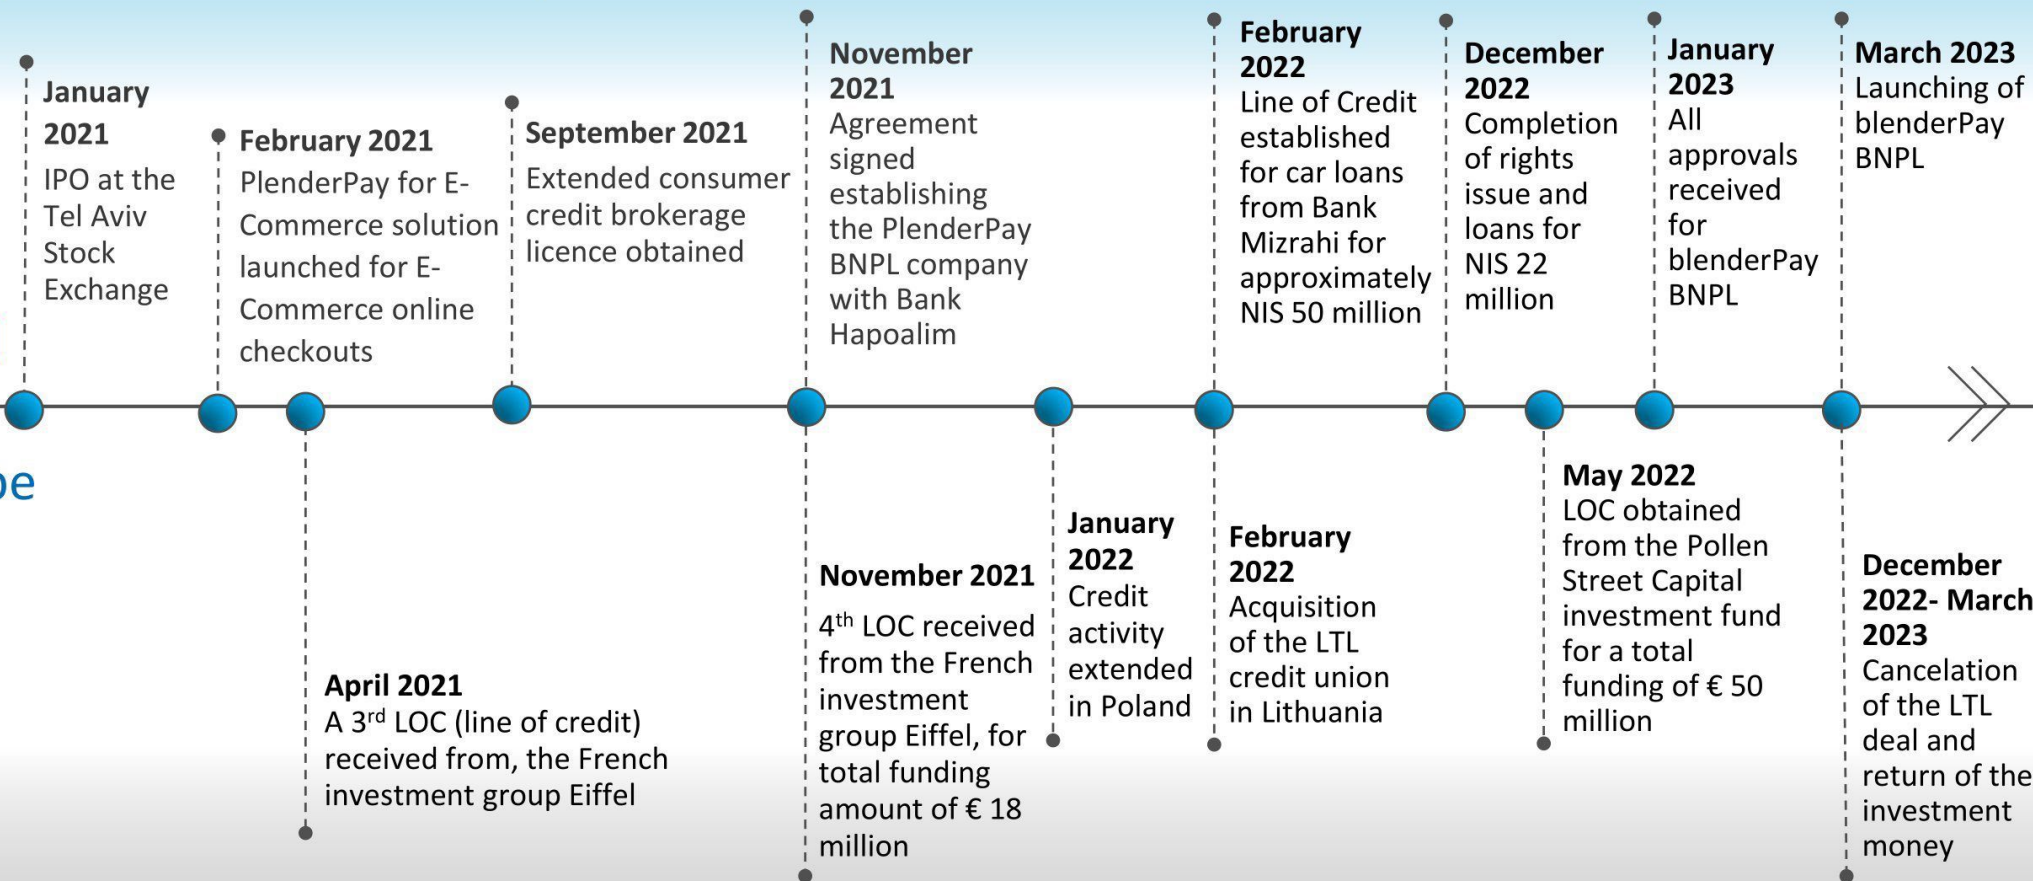 January
2021
IPO at the
Tel Aviv
Stock
Exchange
February 2021
PlenderPay for E-
Commerce solution
launched for E-
Commerce online
checkouts
September 2021
Extended consumer
credit brokerage
licence obtained
November
2021
Agreement
signed
establishing
the PlenderPay
BNPL company
with Bank
Hapoalim
February
2022
Line of Credit
established
for car loans
from Bank
Mizrahi for
approximately
NIS 50 million
December
2022
Completion
of rights
issue and
loans for
NIS 22
million
January
2023
All
approvals
received
for
blenderPay
BNPL
March 2023
Launching of
blenderPay
BNPL
April 2021
A 3rd LOC (line of credit)
received from, the French
investment group Eiffel
November 2021
4th LOC received
from the French
investment
group Eiffel, for
total funding
amount of € 18
million
January
2022
Credit
activity
extended
in Poland
February
2022
Acquisition
of the LTL
credit union
in Lithuania
May 2022
LOC obtained
from the Pollen
Street Capital
investment fund
for a total
funding of € 50
million
December
2022- March
2023
Cancelation
of the LTL
deal and
return of the
investment
money